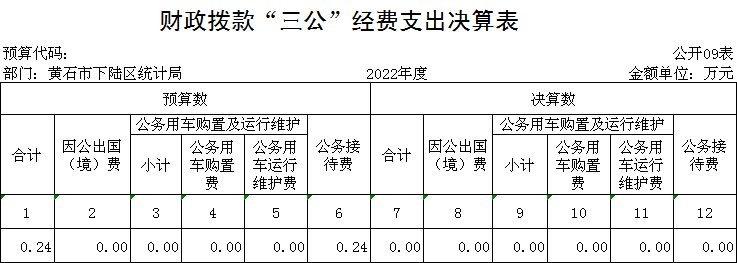 财政拨款“三公”经费支出决算表
预算代码： 公开09表
部门：黄石市下陆区统计局 2022年度 金额单位：万元
预算数 决算数
合计 因公出国（境）费 公务用车购置及运行维护 公务接待费 合计 因公出国（境）费 公务用车购置及运行维护 公务接待费
小计 公务用车购置费 公务用车运行维护费 小计 公务用车购置费 公务用车运行维护费
1 2 3 4 5 6 7 8 9 10 11 12
0.24 0.00 0.00 0.00 0.00 0.24 0.00 0.00 0.00 0.00 0.00 0.00